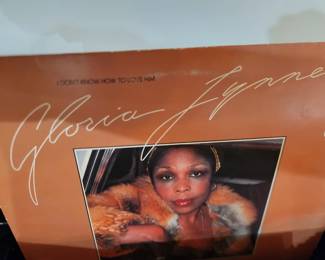 I DON'T KNOW HOW TO LOVE HIM
Gloria Lynne